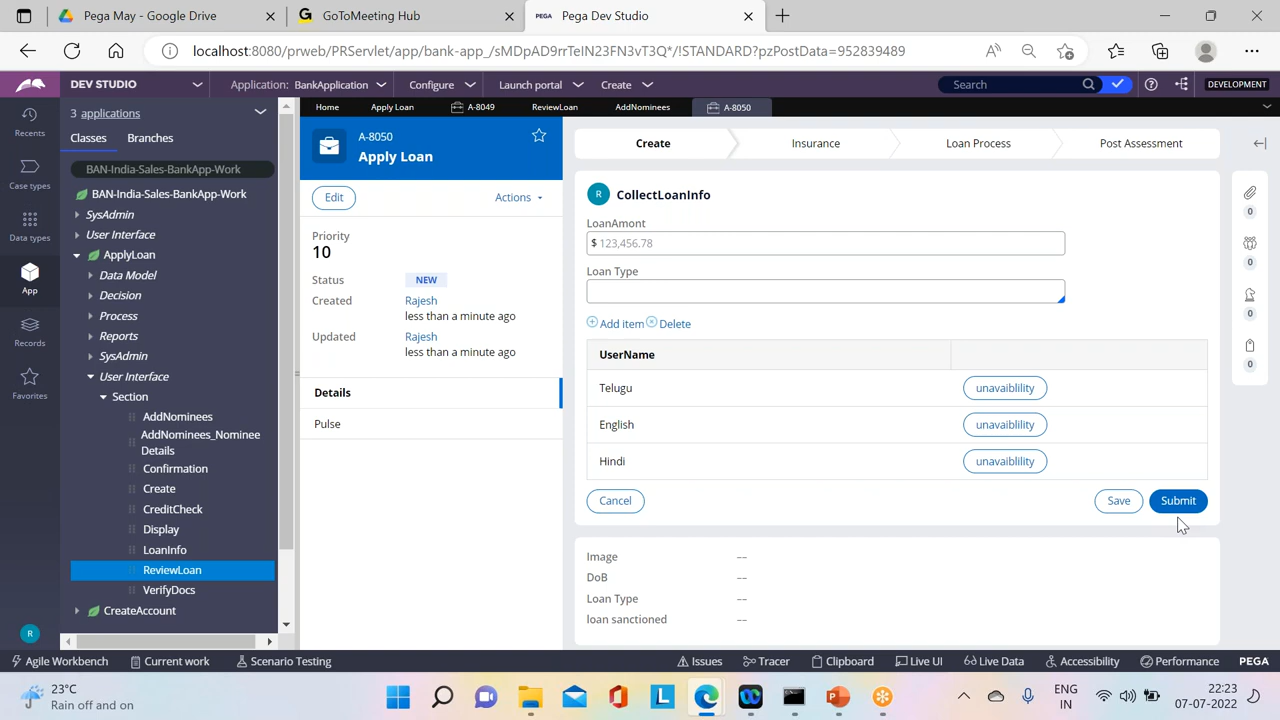 Pega May - Google Drive
GoToMeeting Hub
PEGA Pega Dev Studio
localhost:8080/prweb/PRServlet/app/bank-app_/sMDpAD9rrTeIN23FN3vT3Q*/!STANDARD?pzPostData=952839489
DEV STUDIO
Application: BankApplication
Configure
Launch portal
Create
Search
DEVELOPMENT
Recents
Case types
Data types
App
Records
Favorites
R
3 applications
Classes Branches
BAN-India-Sales-BankApp-Work
BAN-India-Sales-BankApp-Work
SysAdmin
User Interface
ApplyLoan
Data Model
Decision
Process
Reports
SysAdmin
User Interface
Section
AddNominees
AddNominees_Nominee
Details
Confirmation
Create
CreditCheck
Display
LoanInfo
ReviewLoan
VerifyDocs
CreateAccount
Home
Apply Loan
A-8049
ReviewLoan
AddNominees
A-8050
A-8050
Apply Loan
Edit
Actions
Priority
10
Status NEW
Created Rajesh
less than a minute ago
Updated Rajesh
less than a minute ago
Details
Pulse
Create Insurance Loan Process Post Assessment
R CollectLoanInfo
LoanAmont
$ 123,456.78
Loan Type
Add item Delete
UserName
Telugu unavaiblility
English unavaiblility
Hindi unavaiblility
Cancel Save Submit
Image --
DoB --
Loan Type --
loan sanctioned --
0
0
0
0
Agile Workbench
Current work
Scenario Testing
Issues
Tracer
Clipboard
Live UI
Live Data
Accessibility
Performance
PEGA
23°C
Rain off and on
L
ENG
IN
22:23
07-07-2022